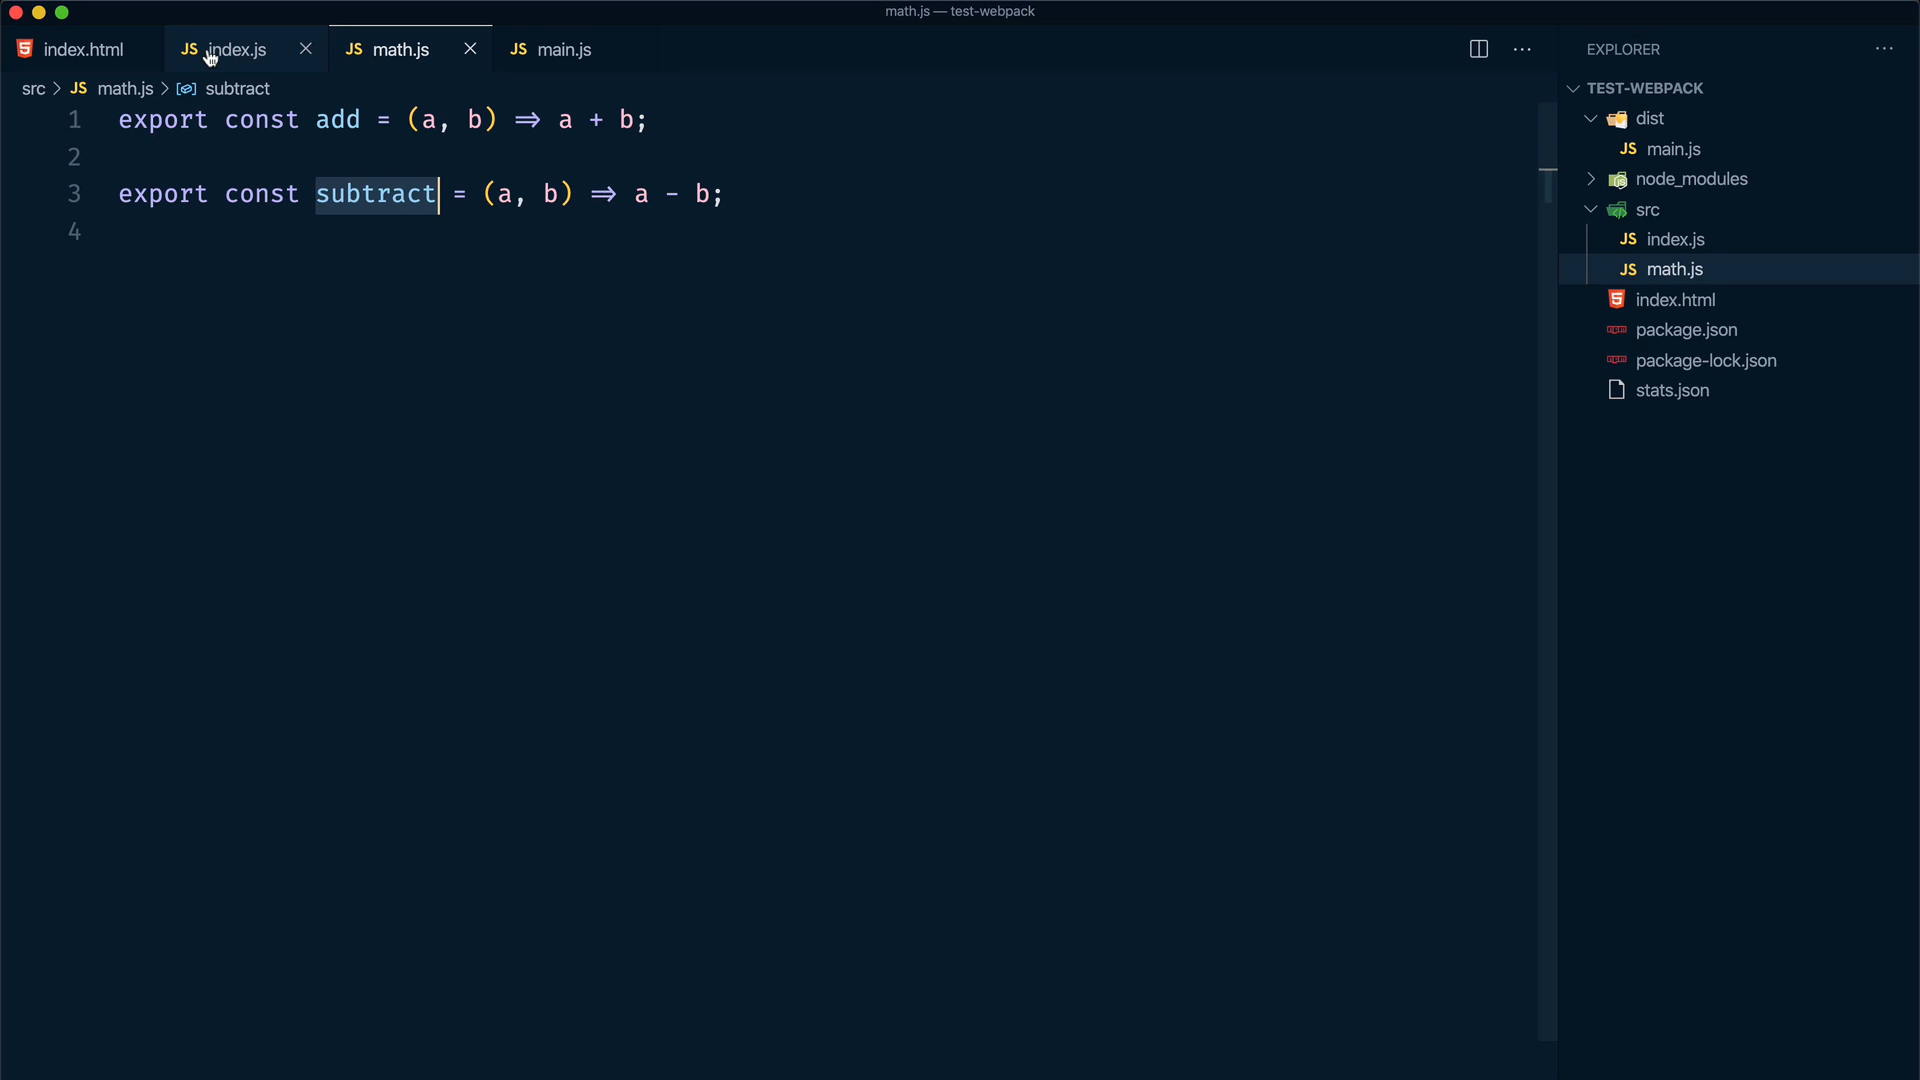 math.js — test-webpack
index.html
JS index.js
JS math.js
JS main.js
src > JS math.js > subtract
1 export const add = (a, b) ⇒ a + b;
2
3 export const subtract = (a, b) ⇒ a - b;
4
EXPLORER
TEST-WEBPACK
dist
JS main.js
node_modules
src
JS index.js
JS math.js
index.html
package.json
package-lock.json
stats.json